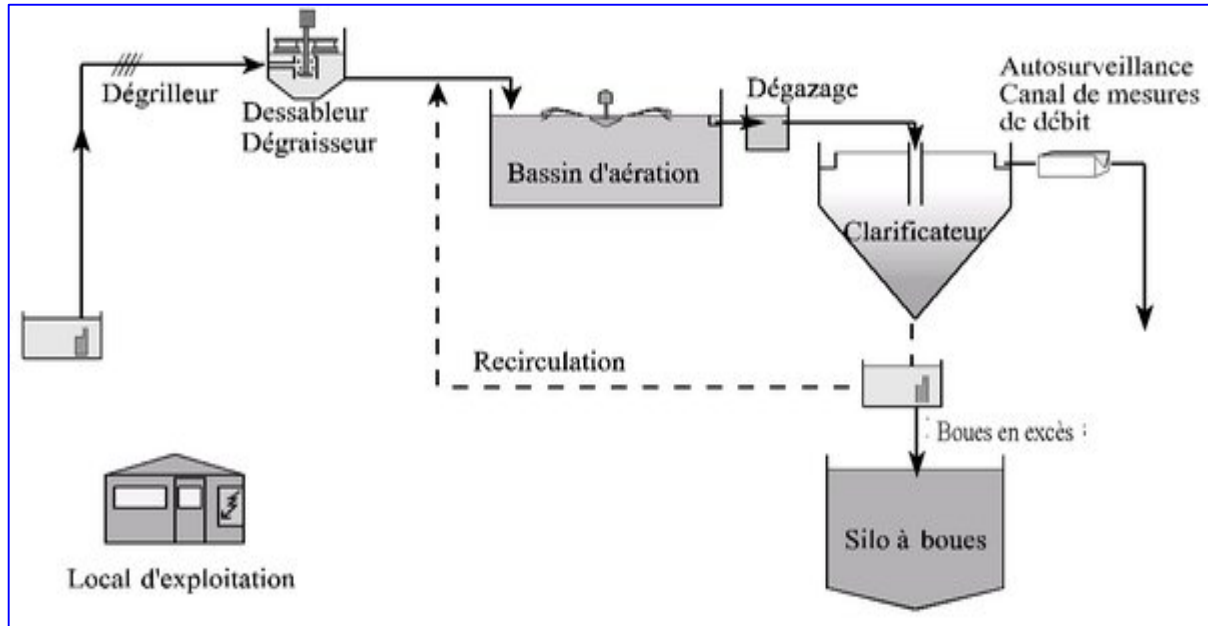 Dégrilleur
Dessableur
Dégraisseur
Bassin d'aération
Dégazage
Autosurveillance
Canal de mesures
de débit
Clarificateur
Recirculation
Boues en excès :
Silo à boues
Local d'exploitation